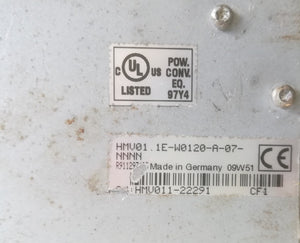 C UL US
LISTED
POW.
CONV.
EQ.
97Y4
HMV01.1E-W0120-A-07-
NNNN
Made in Germany 09W51
HMV011-22291 CF1
CE